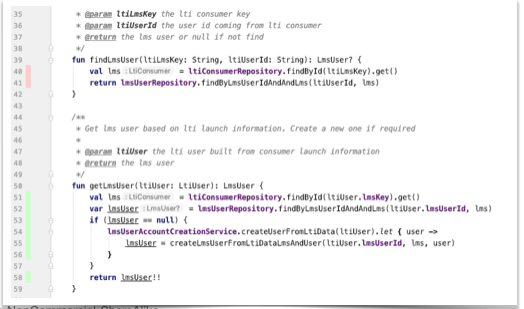 35 * @param ltiLmsKey the lti consumer key
36 * @param ltiUserId the user id coming from lti consumer
37 * @return the lms user or null if not find
38 */
39 fun findLmsUser(ltiLmsKey: String, ltiUserId: String): LmsUser? {
40 val lms : LtiConsumer = ltiConsumerRepository.findById(ltiLmsKey).get()
41 return lmsUserRepository.findByLmsUserIdAndAndLms(ltiUserId, lms)
42 }
43
44 /**
45 * Get lms user based on lti launch information. Create a new one if required
46 *
47 * @param ltiUser the lti user built from consumer launch information
48 * @return the lms user
49 */
50 fun getLmsUser(ltiUser: LtiUser): LmsUser {
51 val lms : LtiConsumer = ltiConsumerRepository.findById(ltiUser.lmsKey).get()
52 var lmsUser : LmsUser? = lmsUserRepository.findByLmsUserIdAndAndLms(ltiUser.lmsUserId, lms)
53 if (lmsUser == null) {
54 lmsUserAccountCreationService.createUserFromLtiData(ltiUser).let { user ->
55 lmsUser = createLmsUserFromLtiDataLmsAndUser(ltiUser.lmsUserId, lms, user)
56 }
57 }
58 return lmsUser!!
59 }